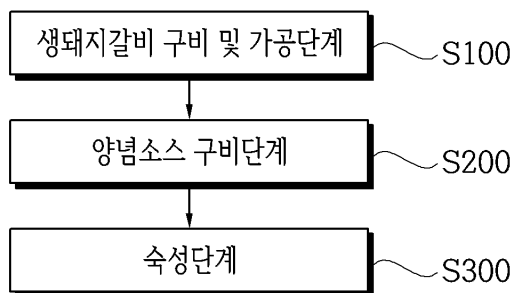 생돼지갈비 구비 및 가공단계
S100
양념소스 구비단계
S200
숙성단계
S300